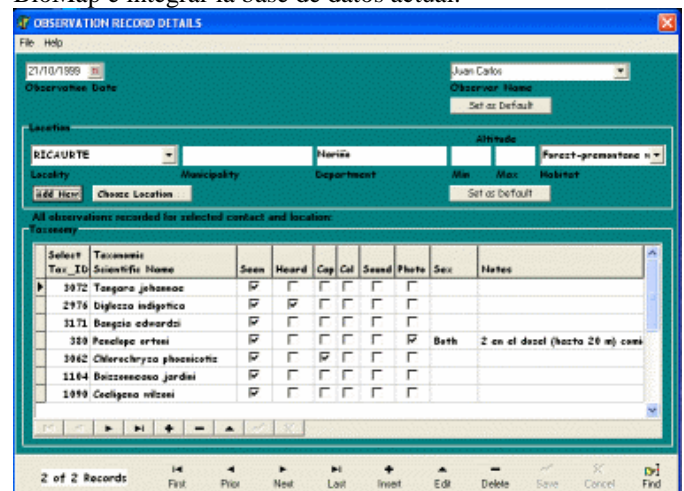 BioMap e integrar la base de datos actual.
OBSERVATION RECORD DETAILS
File Help
21/10/1999 Juan Carlos
Observation Date Observer Name
Set as Default
Location
Altitude
RICAURTE Nariño Forest-premontane
Locality Municipality Department Min Max Habitat
Add New Choose Location Set as Default
All observations recorded for selected contact and location:
Taxonomy
Select Taxonomic
Tax_ID Scientific Name Seen Heard Cap Col Sound Photo Sex Notes
3072 Tangara johannae
2976 Diglossa indigotica
3171 Bangsia edwardsi
380 Penelope ortoni Both 2 en el dosel (hasta 20 m) comi
3062 Chlorochrysa phoenicotis
1104 Boissonneaua jardini
1090 Coeligena wilsoni
2 of 2 Records First Prior Next Last Insert Edit Delete Save Cancel Find